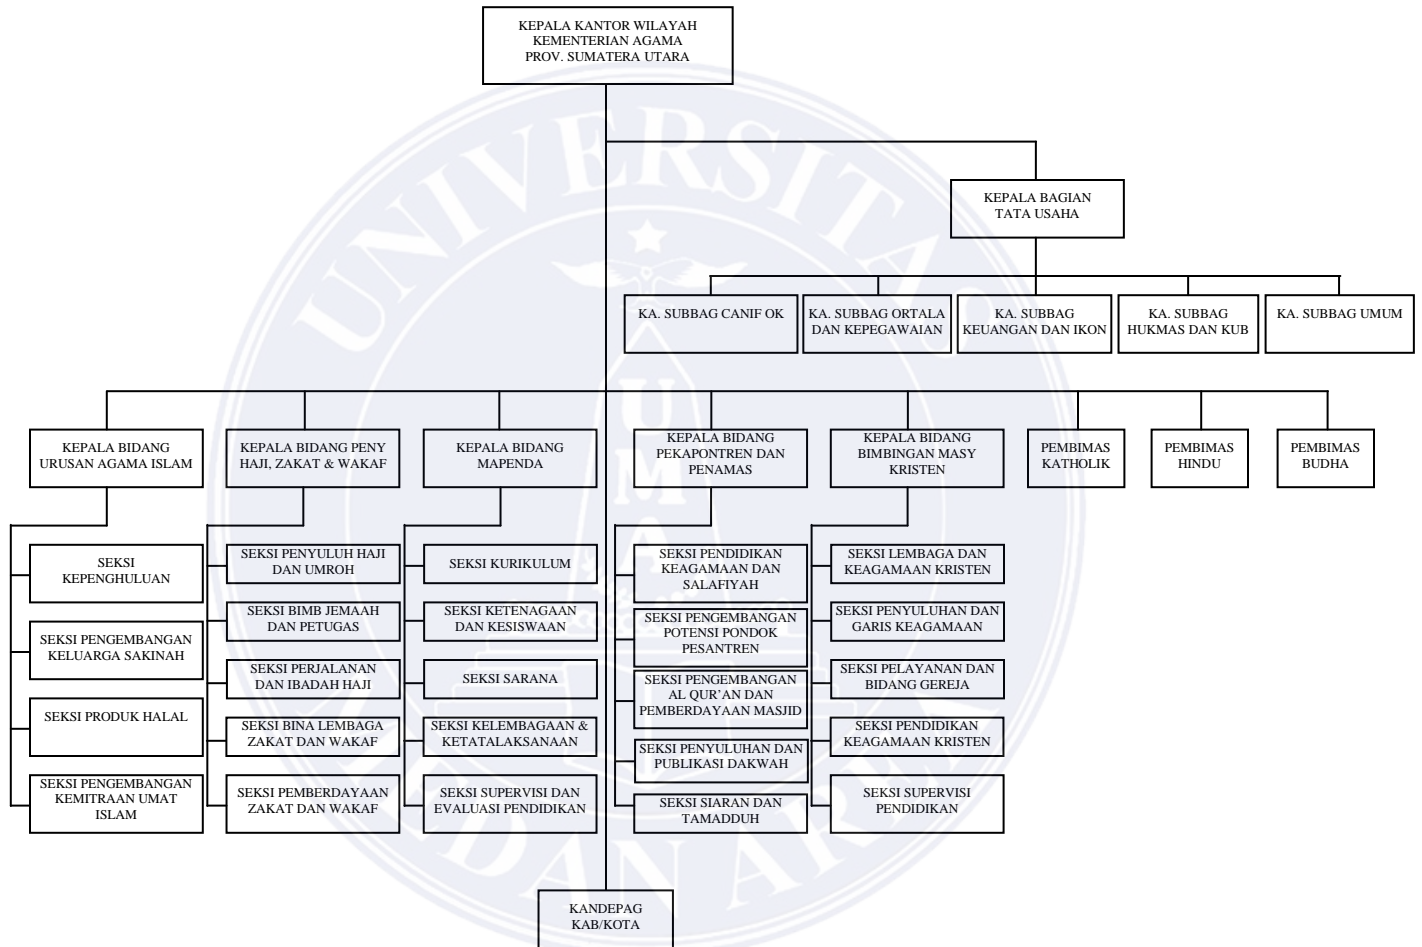 KEPALA KANTOR WILAYAH
KEMENTERIAN AGAMA
PROV. SUMATERA UTARA
KEPALA BAGIAN
TATA USAHA
KA. SUBBAG CANIF OK
KA. SUBBAG ORTALA
DAN KEPEGAWAIAN
KA. SUBBAG
KEUANGAN DAN IKON
KA. SUBBAG
HUKMAS DAN KUB
KA. SUBBAG UMUM
KEPALA BIDANG
URUSAN AGAMA ISLAM
KEPALA BIDANG PENY
HAJI, ZAKAT & WAKAF
KEPALA BIDANG
MAPENDA
KEPALA BIDANG
PEKAPONTREN DAN
PENAMAS
KEPALA BIDANG
BIMBINGAN MASY
KRISTEN
PEMBIMAS
KATHOLIK
PEMBIMAS
HINDU
PEMBIMAS
BUDHA
SEKSI
KEPENGHULUAN
SEKSI PENGEMBANGAN
KELUARGA SAKINAH
SEKSI PRODUK HALAL
SEKSI PENGEMBANGAN
KEMITRAAN UMAT
ISLAM
SEKSI PENYULUH HAJI
DAN UMROH
SEKSI BIMB JEMAAH
DAN PETUGAS
SEKSI PERJALANAN
DAN IBADAH HAJI
SEKSI BINA LEMBAGA
ZAKAT DAN WAKAF
SEKSI PEMBERDAYAAN
ZAKAT DAN WAKAF
SEKSI KURIKULUM
SEKSI KETENAGAAN
DAN KESISWAAN
SEKSI SARANA
SEKSI KELEMBAGAAN &
KETATALAKSANAAN
SEKSI SUPERVISI DAN
EVALUASI PENDIDIKAN
SEKSI PENDIDIKAN
KEAGAMAAN DAN
SALAFIYAH
SEKSI PENGEMBANGAN
POTENSI PONDOK
PESANTREN
SEKSI PENGEMBANGAN
AL QUR'AN DAN
PEMBERDAYAAN MASJID
SEKSI PENYULUHAN DAN
PUBLIKASI DAKWAH
SEKSI SIARAN DAN
TAMADDUH
SEKSI LEMBAGA DAN
KEAGAMAAN KRISTEN
SEKSI PENYULUHAN DAN
GARIS KEAGAMAAN
SEKSI PELAYANAN DAN
BIDANG GEREJA
SEKSI PENDIDIKAN
KEAGAMAAN KRISTEN
SEKSI SUPERVISI
PENDIDIKAN
KANDEPAG
KAB/KOTA
UNIVERSITAS
UMA
MEDAN AREA